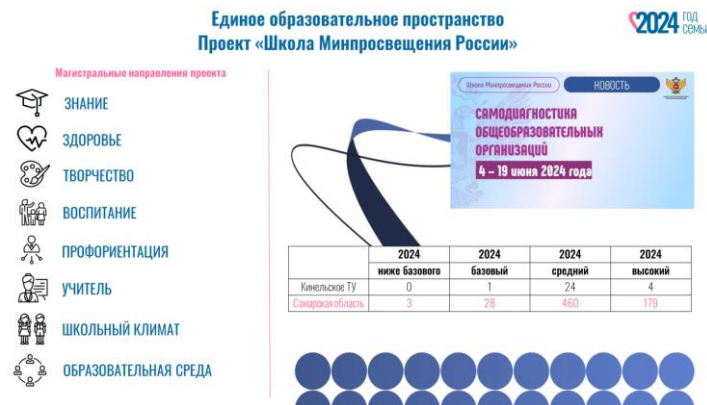 Единое образовательное пространство
Проект «Школа Минпросвещения России»
2024 ГОД СЕМЬИ
Магистральные направления проекта
ЗНАНИЕ
ЗДОРОВЬЕ
ТВОРЧЕСТВО
ВОСПИТАНИЕ
ПРОФОРИЕНТАЦИЯ
УЧИТЕЛЬ
ШКОЛЬНЫЙ КЛИМАТ
ОБРАЗОВАТЕЛЬНАЯ СРЕДА
Школа Минпросвещения России НОВОСТЬ
САМОДИАГНОСТИКА
ОБЩЕОБРАЗОВАТЕЛЬНЫХ
ОРГАНИЗАЦИЙ
4 – 19 июня 2024 года
2024 2024 2024 2024
ниже базового базовый средний высокий
Кинельское ТУ 0 1 24 4
Самарская область 3 28 460 179